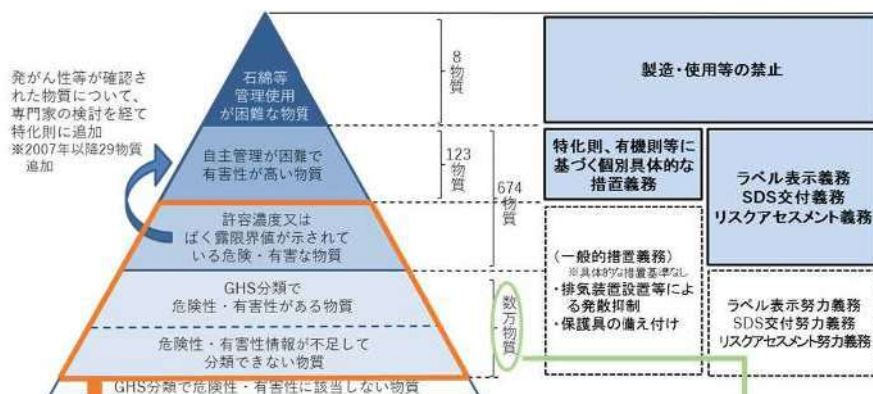 発がん性等が確認され
た物質について、
専門家の検討を経て
特化則に追加
※2007年以降29物質
追加
石綿等
管理使用
が困難な物質
自主管理が困難で
有害性が高い物質
許容濃度又は
ばく露限界値が示されて
いる危険・有害な物質
GHS分類で
危険性・有害性がある物質
危険性・有害性情報が不足して
分類できない物質
GHS分類で危険性・有害性に該当しない物質
8
物質
123
物質
674
物質
数万物質
製造・使用等の禁止
特化則、有機則等に
基づく個別具体的な
措置義務
(一般的措置義務)
※具体的な措置基準なし
・排気装置設置等によ
る発散抑制
・保護具の備え付け
ラベル表示義務
SDS交付義務
リスクアセスメント義務
ラベル表示努力義務
SDS交付努力義務
リスクアセスメント努力義務